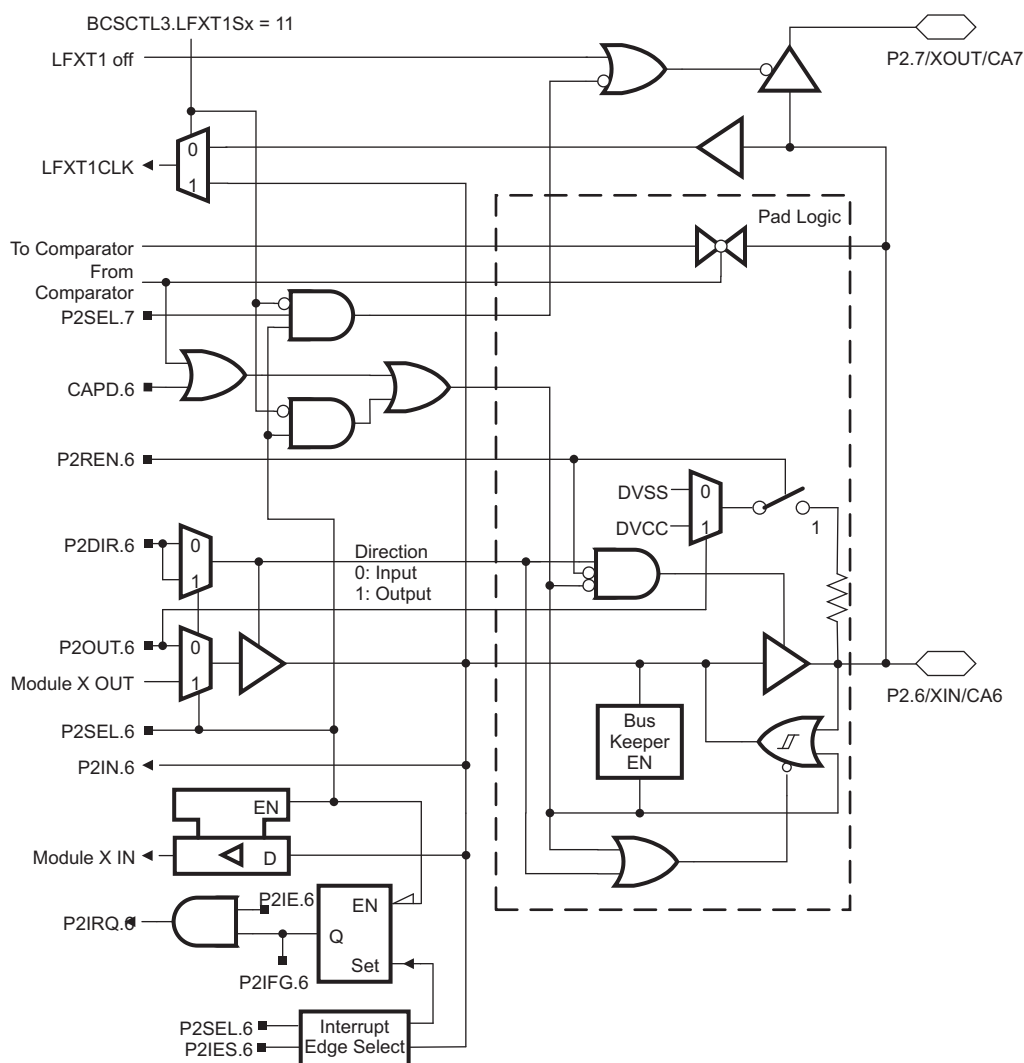 BCSCTL3.LFXT1Sx = 11
LFXT1 off
P2.7/XOUT/CA7
0
LFXT1CLK
1
Pad Logic
To Comparator
From
Comparator
P2SEL.7
CAPD.6
P2REN.6
DVSS
0
DVCC
1
1
P2DIR.6
0
1
Direction
0: Input
1: Output
P2OUT.6
0
Module X OUT
1
P2.6/XIN/CA6
P2SEL.6
Bus
Keeper
EN
P2IN.6
EN
Module X IN
D
P2IE.6
EN
P2IRQ.6
Q
P2IFG.6
Set
P2SEL.6
P2IES.6
Interrupt
Edge Select